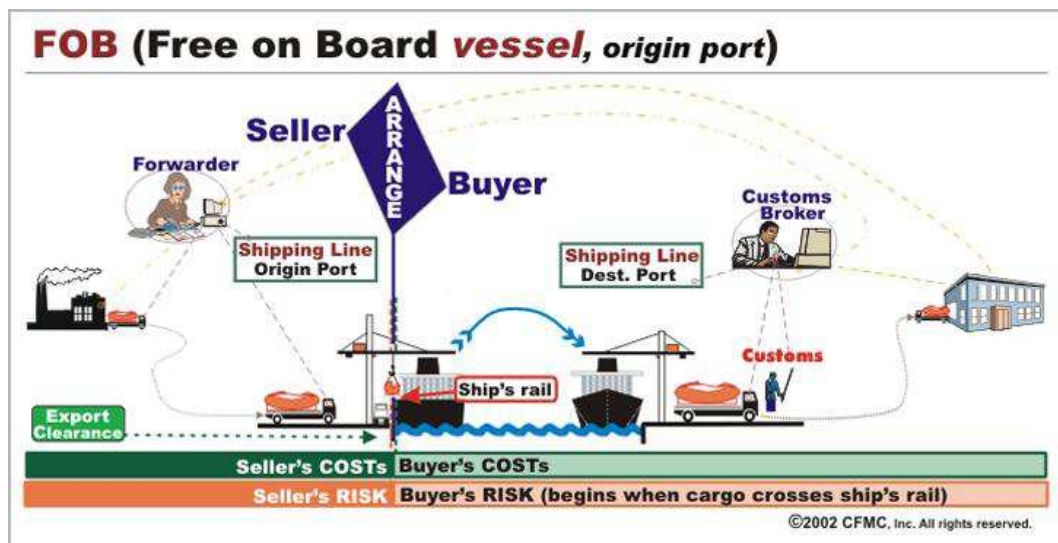 FOB (Free on Board vessel, origin port)
ARRANGE
Seller
Buyer
Forwarder
Customs
Broker
Shipping Line
Origin Port
Shipping Line
Dest. Port
Customs
Ship's rail
Export
Clearance
Seller's COSTs
Buyer's COSTs
Seller's RISK
Buyer's RISK (begins when cargo crosses ship's rail)
©2002 CFMC, Inc. All rights reserved.